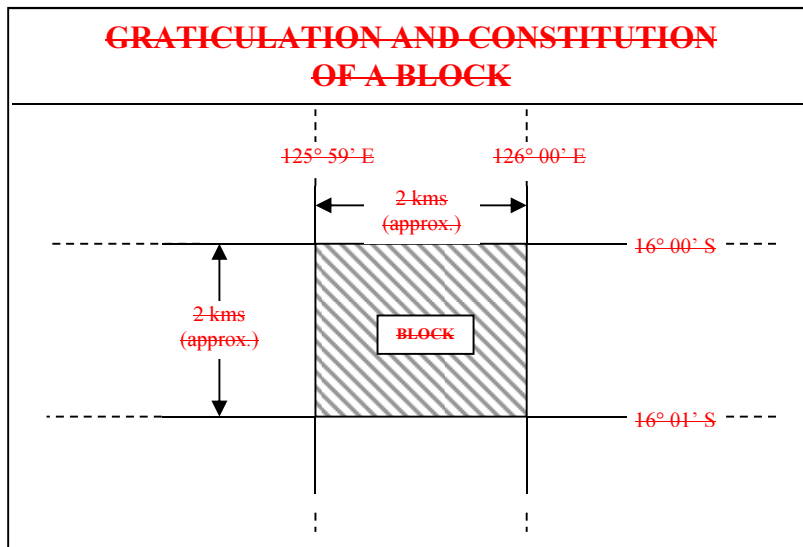 GRATICULATION AND CONSTITUTION
OF A BLOCK
125° 59’ E
126° 00’ E
2 kms
(approx.)
16° 00’ S
2 kms
(approx.)
BLOCK
16° 01’ S